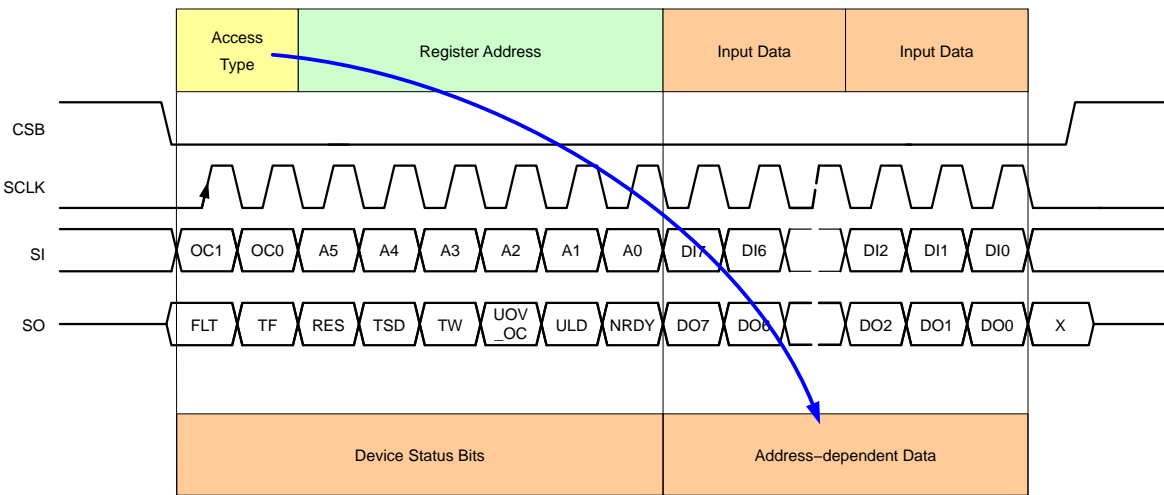 Access
Type
Register Address
Input Data
Input Data
CSB
SCLK
SI
OC1 OC0 A5 A4 A3 A2 A1 A0 DI7 DI6 DI2 DI1 DI0
SO
FLT TF RES TSD TW UOV
_OC ULD NRDY DO7 DO6 DO2 DO1 DO0 X
Device Status Bits
Address−dependent Data